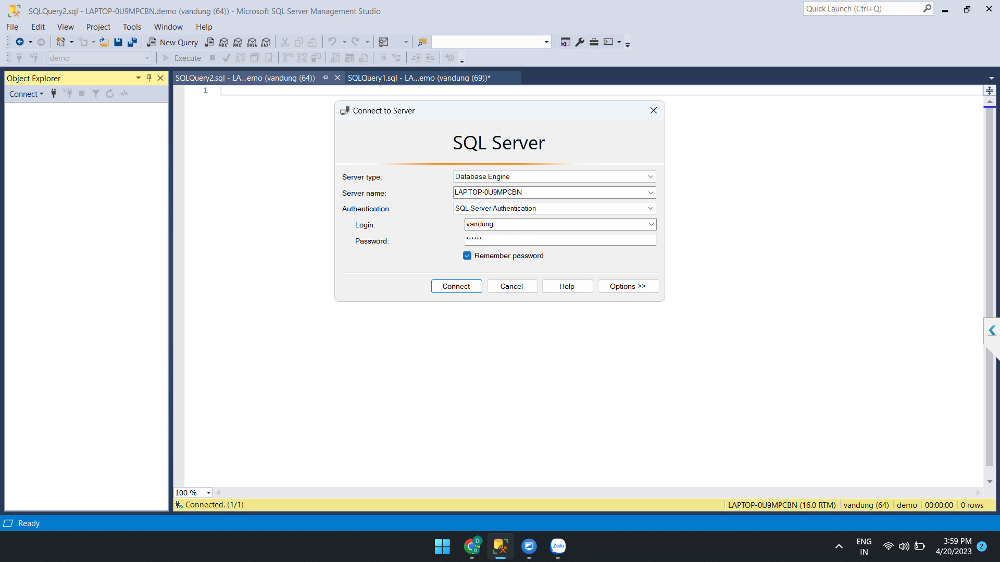 SQLQuery2.sql - LAPTOP-0U9MPCBN.demo (vandung (64)) - Microsoft SQL Server Management Studio
Quick Launch (Ctrl+Q)
File Edit View Project Tools Window Help
New Query MDX DMX XMLA DAX
demo Execute
Object Explorer
Connect
SQLQuery2.sql - LA...emo (vandung (64)) SQLQuery1.sql - LA...emo (vandung (69))*
1
Connect to Server
SQL Server
Server type: Database Engine
Server name: LAPTOP-0U9MPCBN
Authentication: SQL Server Authentication
Login: vandung
Password: ******
Remember password
Connect Cancel Help Options >>
100 %
Connected. (1/1) LAPTOP-0U9MPCBN (16.0 RTM) vandung (64) demo 00:00:00 0 rows
Ready
D
D
Zalo
ENG
IN
3:59 PM
4/20/2023
2